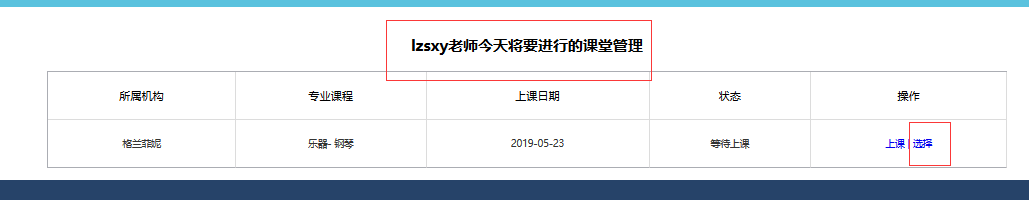 lzsxy老师今天将要进行的课堂管理
所属机构 专业课程 上课日期 状态 操作
格兰菲妮 乐器- 钢琴 2019-05-23 等待上课 上课 | 选择